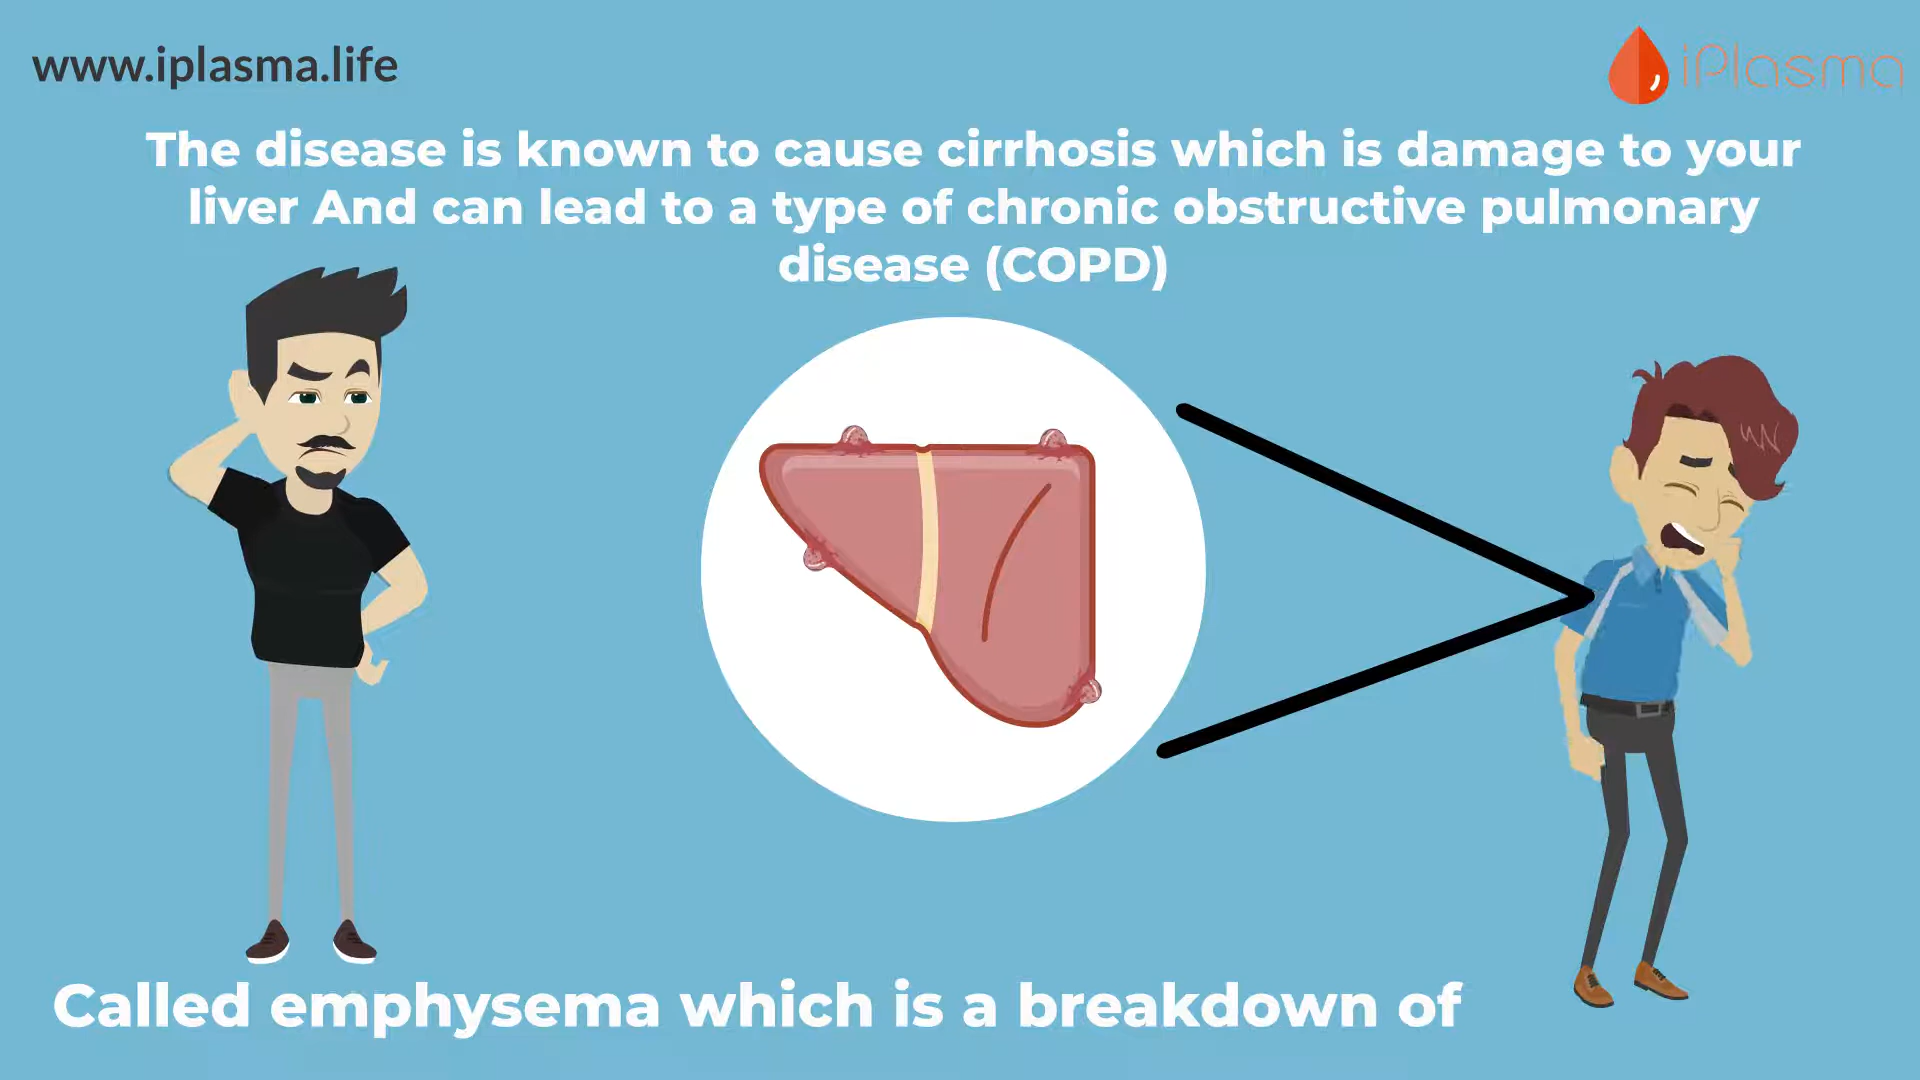 www.iplasma.life
iPlasma
The disease is known to cause cirrhosis which is damage to your
liver And can lead to a type of chronic obstructive pulmonary
disease (COPD)
Called emphysema which is a breakdown of